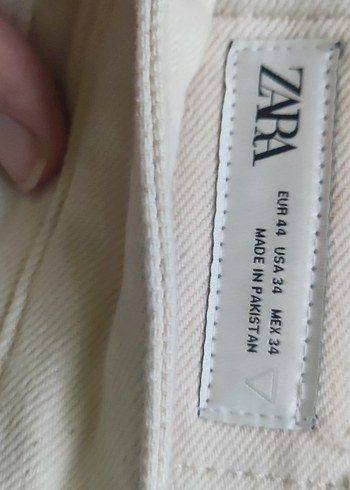 ZARA
EUR 44 USA 34 MEX 34
MADE IN PAKISTAN